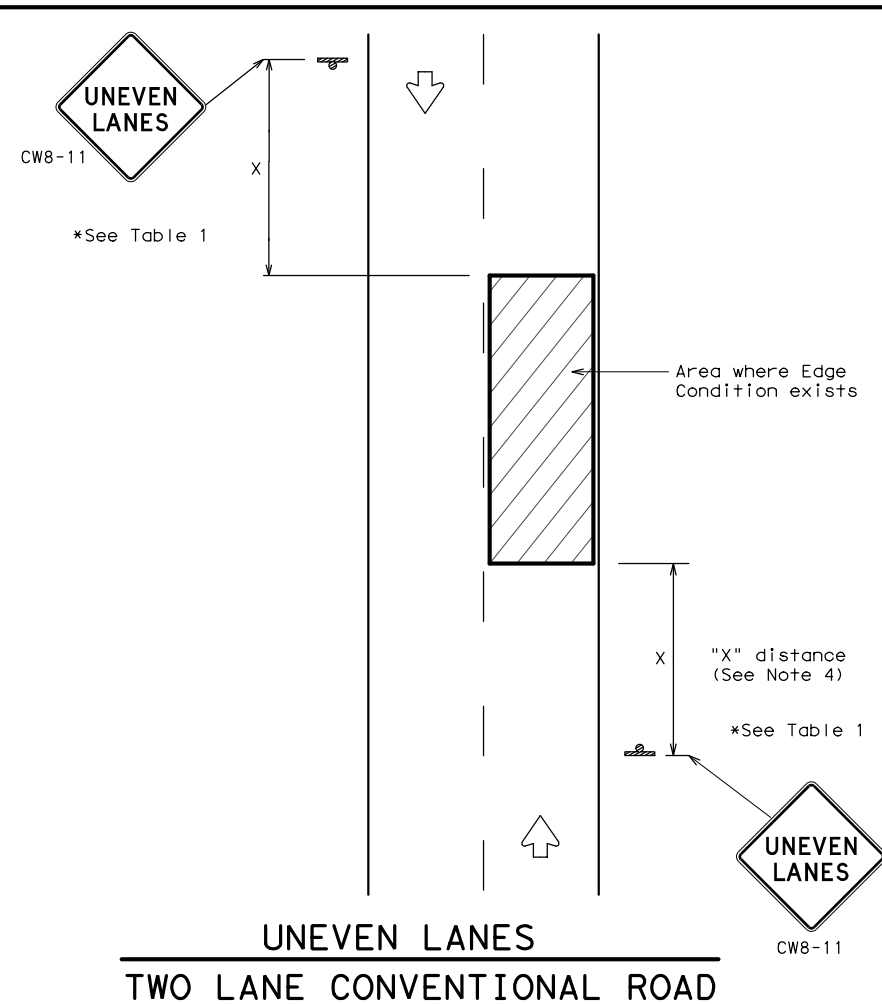 UNEVEN
LANES
CW8-11
X
*See Table 1
Area where Edge
Condition exists
X
"X" distance
(See Note 4)
*See Table 1
UNEVEN
LANES
CW8-11
UNEVEN LANES
TWO LANE CONVENTIONAL ROAD